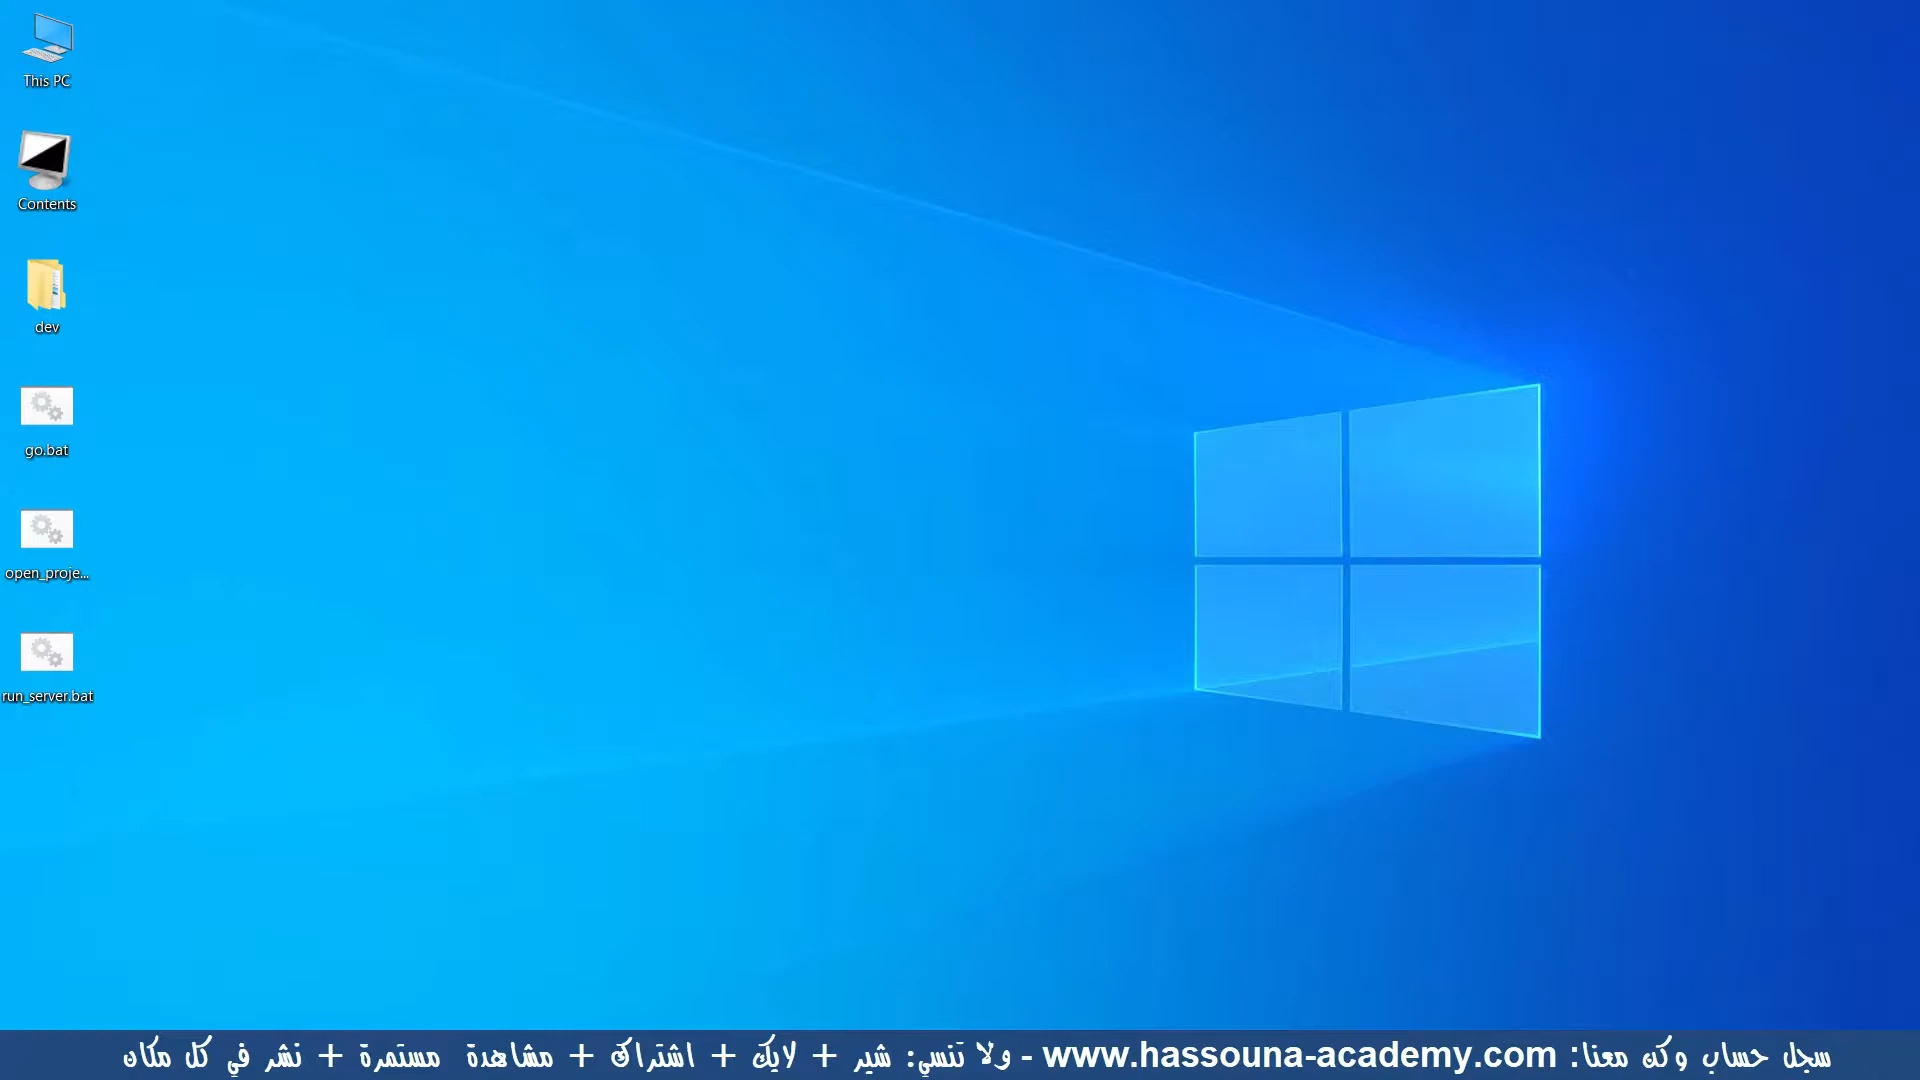 This PC
Contents
dev
go.bat
open_proje...
run_server.bat
سجل حساب وكن معنا: www.hassouna-academy.com - ولا تنسي: شير + لايك + اشتراك + مشاهدة مستمرة + نشر في كل مكان